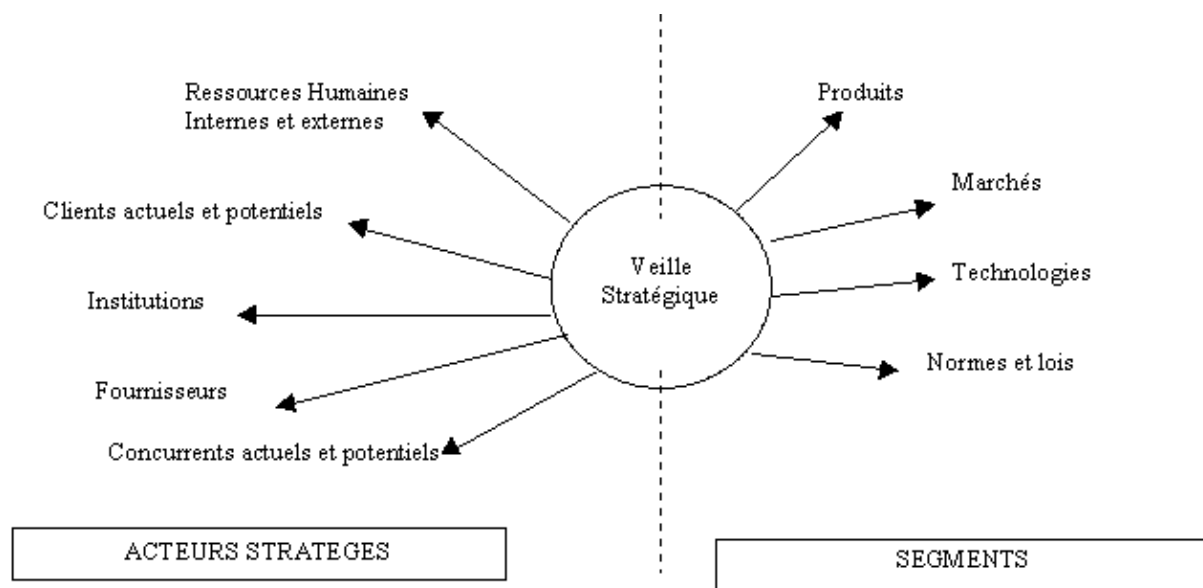 Ressources Humaines
Internes et externes
Produits
Marchés
Clients actuels et potentiels
Veille
Stratégique
Technologies
Institutions
Normes et lois
Fournisseurs
Concurrents actuels et potentiels
ACTEURS STRATEGES
SEGMENTS